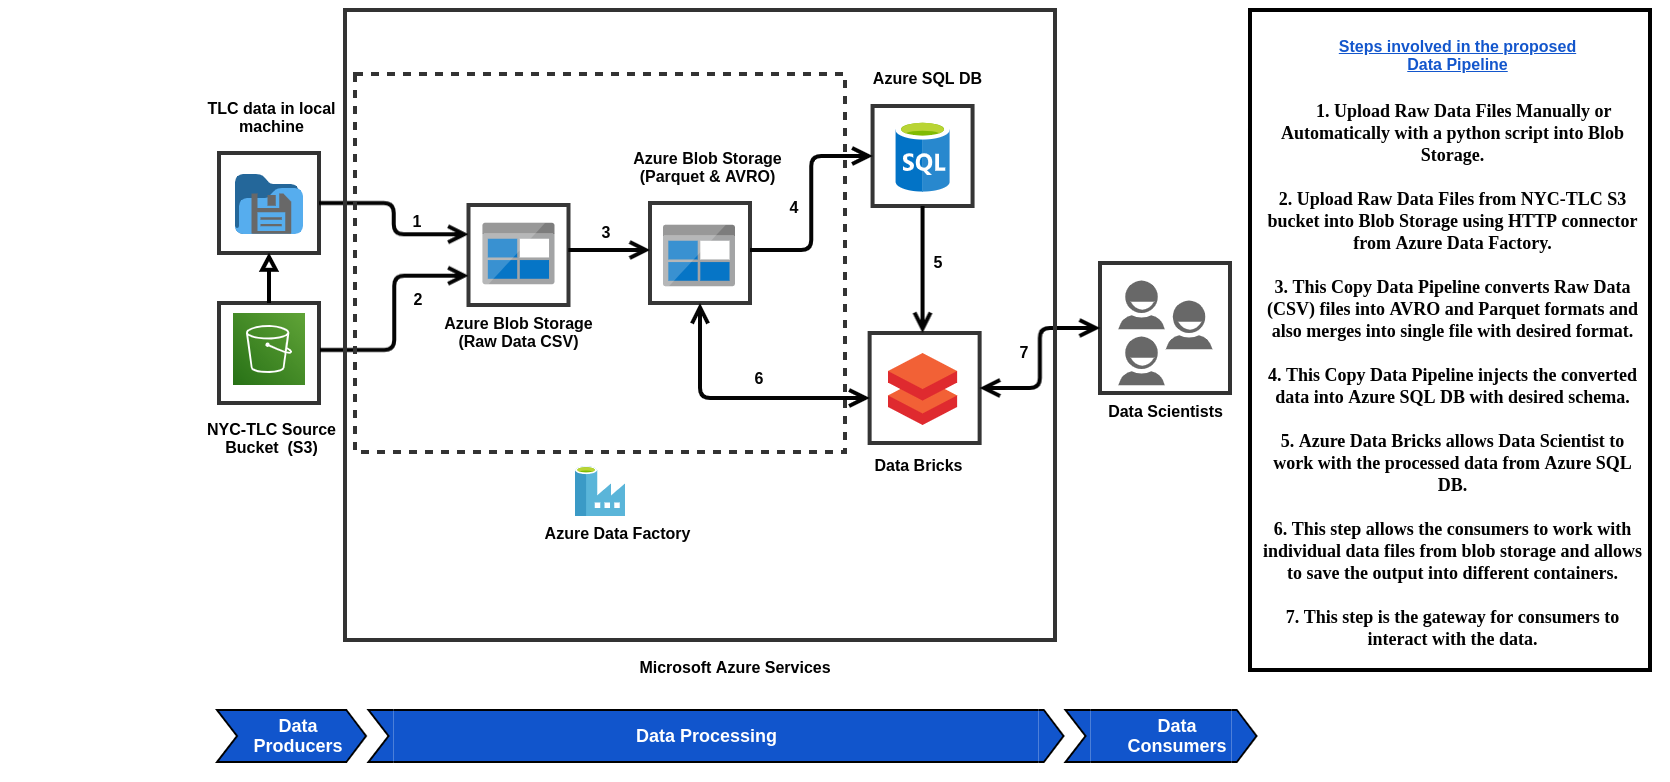 TLC data in local
machine
NYC-TLC Source
Bucket  (S3)
1
2
Azure Blob Storage
(Raw Data CSV)
3
Azure Blob Storage
(Parquet & AVRO)
4
Azure SQL DB
SQL
5
6
Data Bricks
7
Data Scientists
Azure Data Factory
Microsoft Azure Services
Data
Producers
Data Processing
Data
Consumers
Steps involved in the proposed
Data Pipeline
1. Upload Raw Data Files Manually or
Automatically with a python script into Blob
Storage.
2. Upload Raw Data Files from NYC-TLC S3
bucket into Blob Storage using HTTP connector
from Azure Data Factory.
3. This Copy Data Pipeline converts Raw Data
(CSV) files into AVRO and Parquet formats and
also merges into single file with desired format.
4. This Copy Data Pipeline injects the converted
data into Azure SQL DB with desired schema.
5. Azure Data Bricks allows Data Scientist to
work with the processed data from Azure SQL
DB.
6. This step allows the consumers to work with
individual data files from blob storage and allows
to save the output into different containers.
7. This step is the gateway for consumers to
interact with the data.